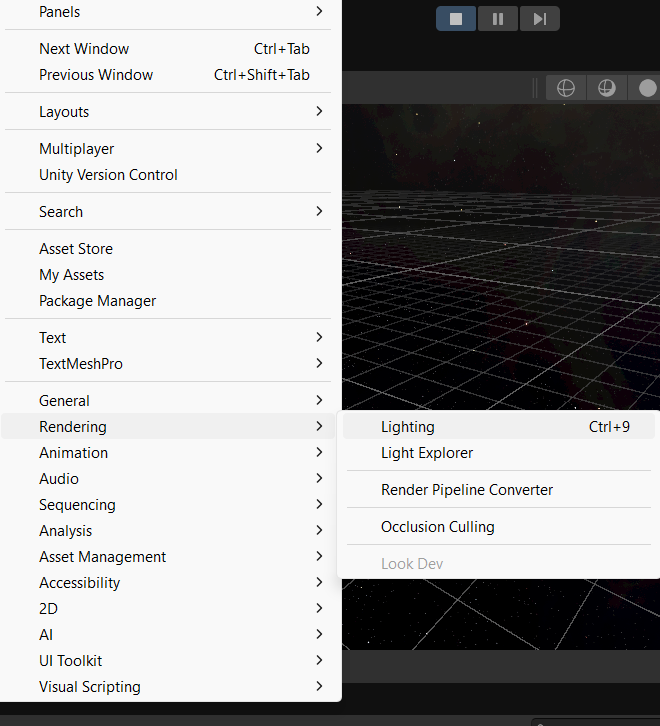 Panels
Next Window Ctrl+Tab
Previous Window Ctrl+Shift+Tab
Layouts
Multiplayer
Unity Version Control
Search
Asset Store
My Assets
Package Manager
Text
TextMeshPro
General
Rendering
Lighting Ctrl+9
Animation
Light Explorer
Audio
Render Pipeline Converter
Sequencing
Analysis
Occlusion Culling
Asset Management
Look Dev
Accessibility
2D
AI
UI Toolkit
Visual Scripting